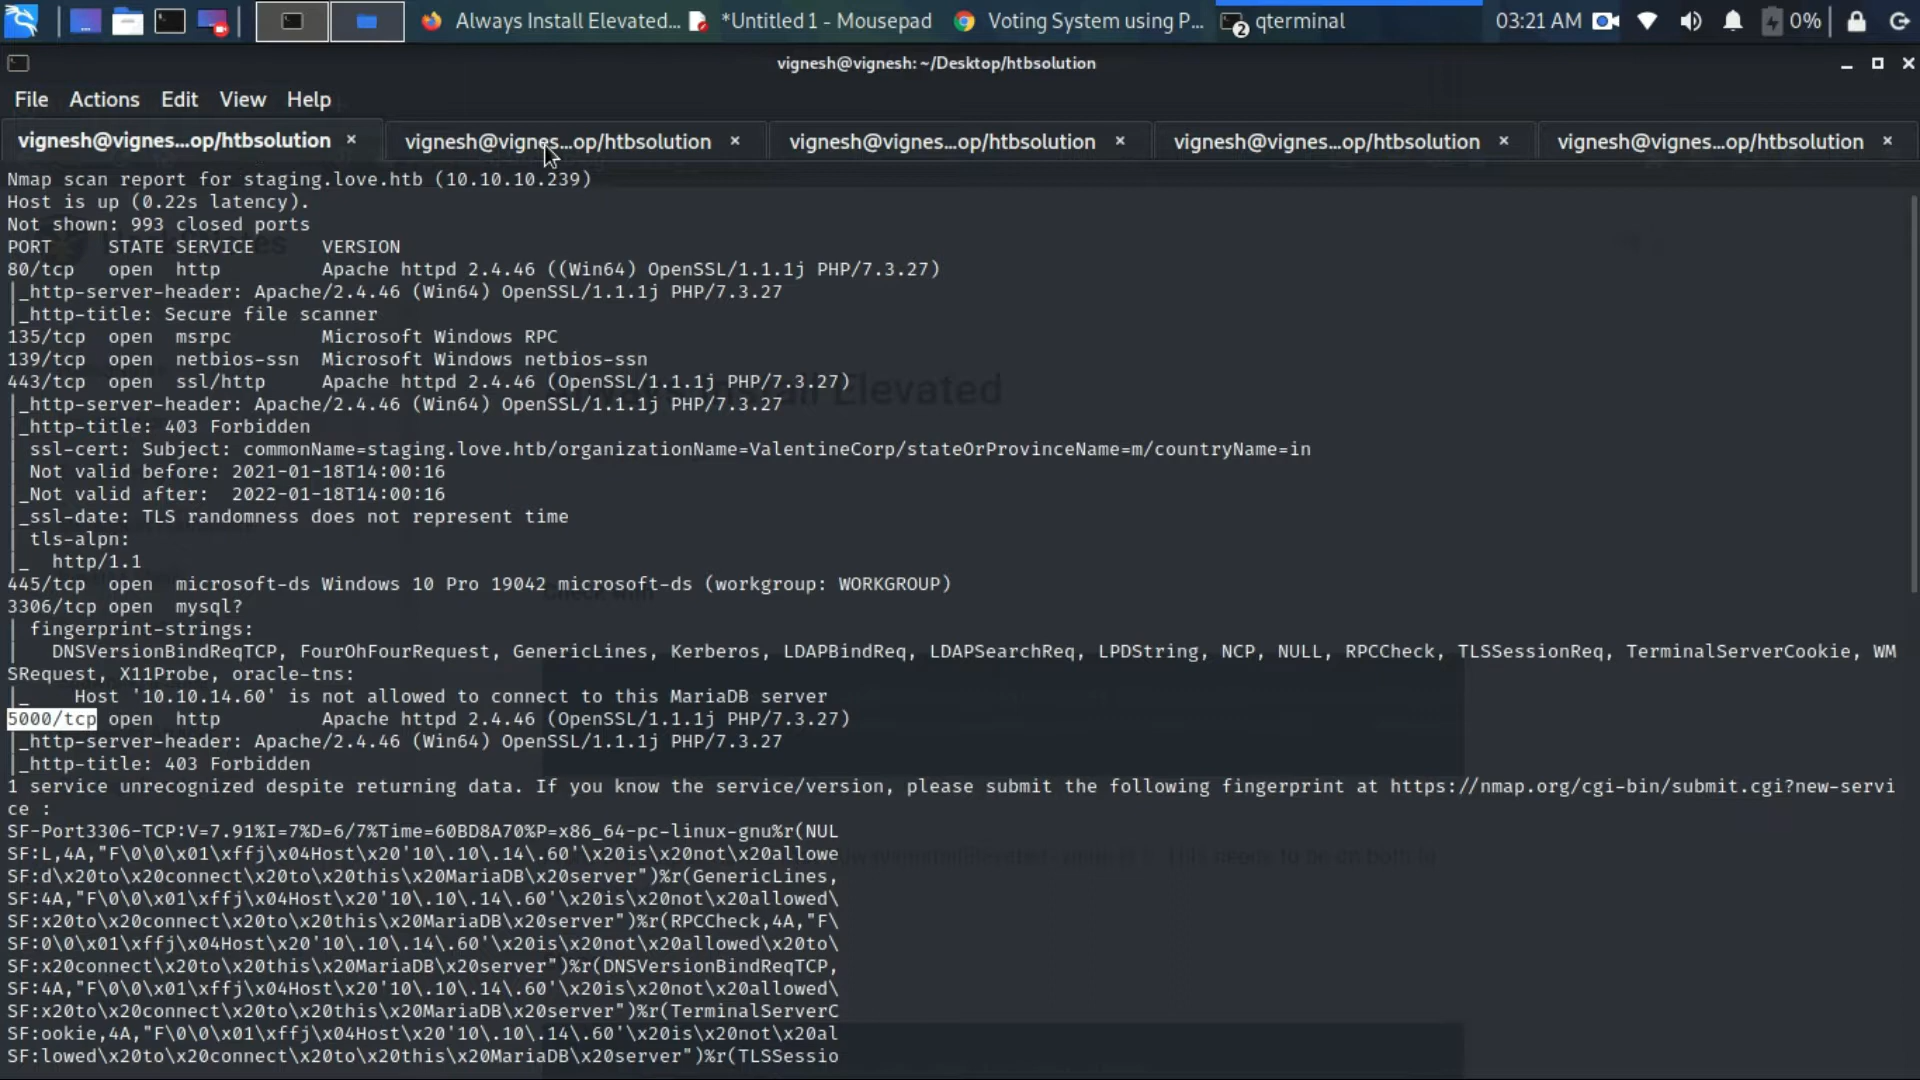 Always Install Elevated...
*Untitled 1 - Mousepad
Voting System using P...
2
qterminal
03:21 AM
0%
vignesh@vignesh: ~/Desktop/htbsolution
File Actions Edit View Help
vignesh@vignes...op/htbsolution × vignesh@vignes...op/htbsolution × vignesh@vignes...op/htbsolution × vignesh@vignes...op/htbsolution × vignesh@vignes...op/htbsolution ×
Nmap scan report for staging.love.htb (10.10.10.239)
Host is up (0.22s latency).
Not shown: 993 closed ports
PORT     STATE SERVICE      VERSION
80/tcp   open  http         Apache httpd 2.4.46 ((Win64) OpenSSL/1.1.1j PHP/7.3.27)
|_http-server-header: Apache/2.4.46 (Win64) OpenSSL/1.1.1j PHP/7.3.27
|_http-title: Secure file scanner
135/tcp  open  msrpc        Microsoft Windows RPC
139/tcp  open  netbios-ssn  Microsoft Windows netbios-ssn
443/tcp  open  ssl/http     Apache httpd 2.4.46 (OpenSSL/1.1.1j PHP/7.3.27)
|_http-server-header: Apache/2.4.46 (Win64) OpenSSL/1.1.1j PHP/7.3.27
|_http-title: 403 Forbidden
| ssl-cert: Subject: commonName=staging.love.htb/organizationName=ValentineCorp/stateOrProvinceName=m/countryName=in
| Not valid before: 2021-01-18T14:00:16
|_Not valid after:  2022-01-18T14:00:16
|_ssl-date: TLS randomness does not represent time
| tls-alpn:
|_  http/1.1
445/tcp  open  microsoft-ds Windows 10 Pro 19042 microsoft-ds (workgroup: WORKGROUP)
3306/tcp open  mysql?
| fingerprint-strings:
|   DNSVersionBindReqTCP, FourOhFourRequest, GenericLines, Kerberos, LDAPBindReq, LDAPSearchReq, LPDString, NCP, NULL, RPCCheck, TLSSessionReq, TerminalServerCookie, WM
SRequest, X11Probe, oracle-tns:
|_    Host '10.10.14.60' is not allowed to connect to this MariaDB server
5000/tcp open  http         Apache httpd 2.4.46 (OpenSSL/1.1.1j PHP/7.3.27)
|_http-server-header: Apache/2.4.46 (Win64) OpenSSL/1.1.1j PHP/7.3.27
|_http-title: 403 Forbidden
1 service unrecognized despite returning data. If you know the service/version, please submit the following fingerprint at https://nmap.org/cgi-bin/submit.cgi?new-servi
ce :
SF-Port3306-TCP:V=7.91%I=7%D=6/7%Time=60BD8A70%P=x86_64-pc-linux-gnu%r(NUL
SF:L,4A,"F\0\0\x01\xffj\x04Host\x20'10\.10\.14\.60'\x20is\x20not\x20allowe
SF:d\x20to\x20connect\x20to\x20this\x20MariaDB\x20server")%r(GenericLines,
SF:4A,"F\0\0\x01\xffj\x04Host\x20'10\.10\.14\.60'\x20is\x20not\x20allowed\
SF:x20to\x20connect\x20to\x20this\x20MariaDB\x20server")%r(RPCCheck,4A,"F\
SF:0\0\x01\xffj\x04Host\x20'10\.10\.14\.60'\x20is\x20not\x20allowed\x20to\
SF:x20connect\x20to\x20this\x20MariaDB\x20server")%r(DNSVersionBindReqTCP,
SF:4A,"F\0\0\x01\xffj\x04Host\x20'10\.10\.14\.60'\x20is\x20not\x20allowed\
SF:x20to\x20connect\x20to\x20this\x20MariaDB\x20server")%r(TerminalServerC
SF:ookie,4A,"F\0\0\x01\xffj\x04Host\x20'10\.10\.14\.60'\x20is\x20not\x20al
SF:lowed\x20to\x20connect\x20to\x20this\x20MariaDB\x20server")%r(TLSSessio